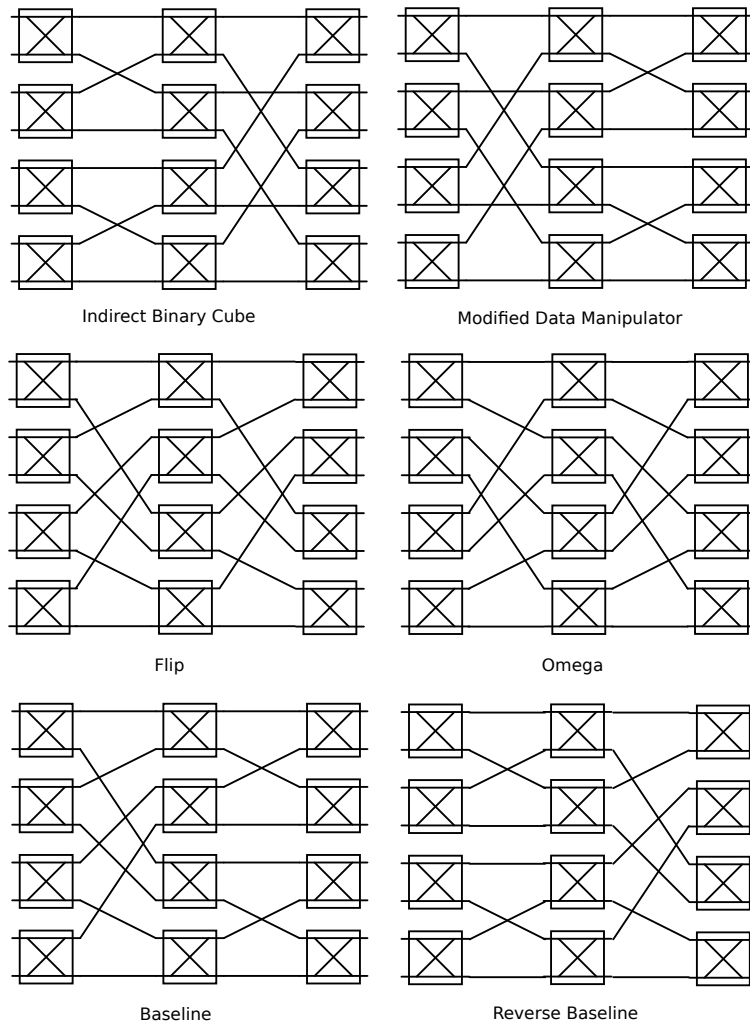 Indirect Binary Cube
Modified Data Manipulator
Flip
Omega
Baseline
Reverse Baseline